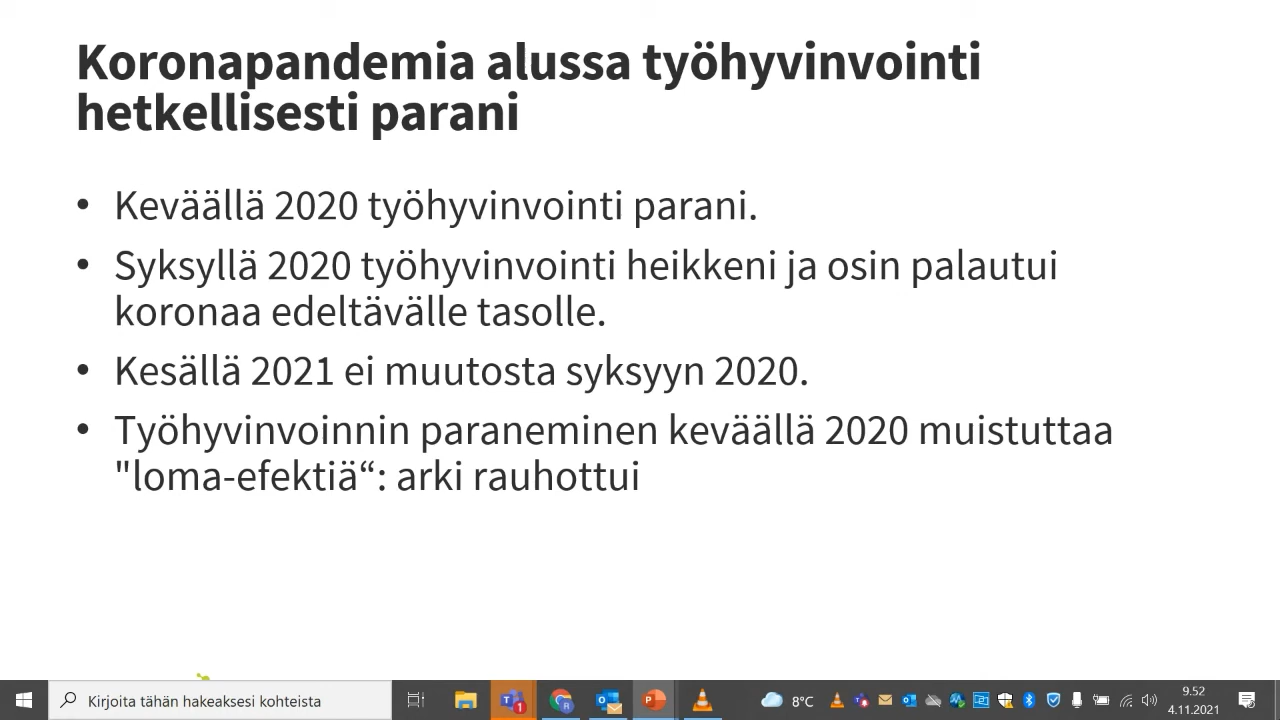 Koronapandemia alussa työhyvinvointi
hetkellisesti parani
• Keväällä 2020 työhyvinvointi parani.
• Syksyllä 2020 työhyvinvointi heikkeni ja osin palautui
koronaa edeltävälle tasolle.
• Kesällä 2021 ei muutosta syksyyn 2020.
• Työhyvinvoinnin paraneminen keväällä 2020 muistuttaa
"loma-efektiä“: arki rauhottui
Kirjoita tähän hakeaksesi kohteista
1
8°C
9.52
4.11.2021